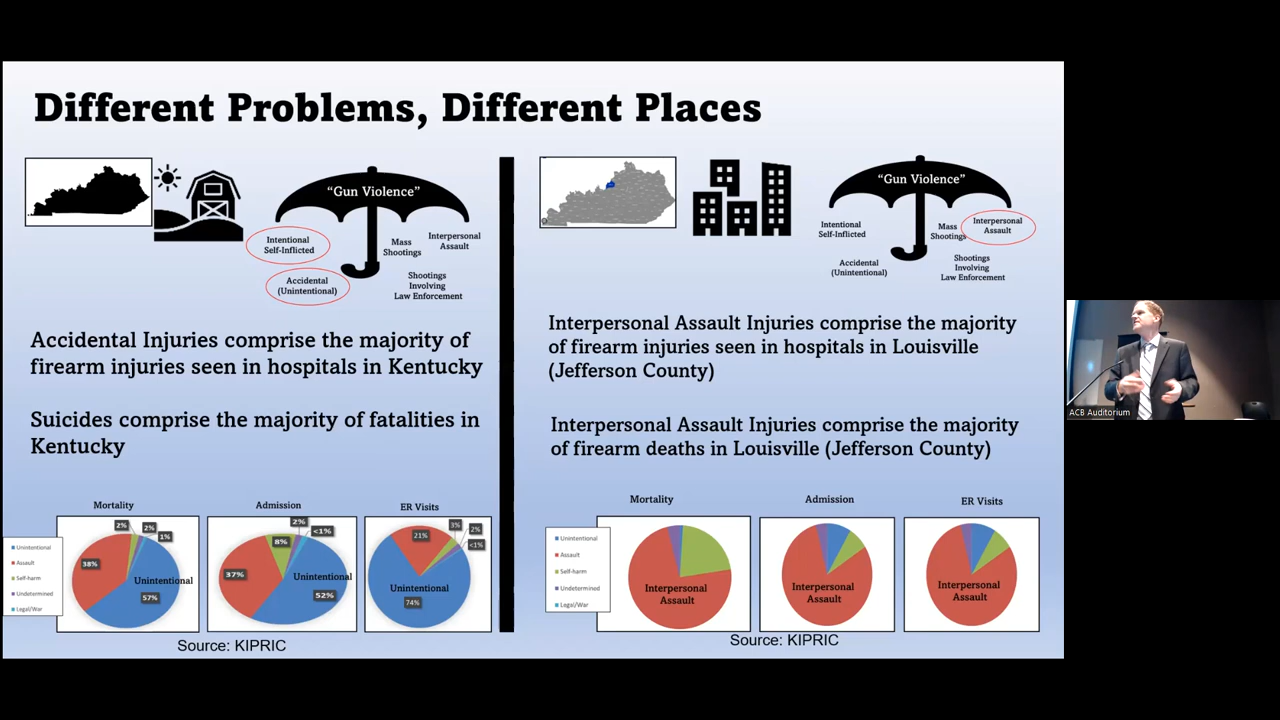 Different Problems, Different Places
“Gun Violence”
Intentional
Self-Inflicted
Mass
Shootings
Interpersonal
Assault
Accidental
(Unintentional)
Shootings
Involving
Law Enforcement
Accidental Injuries comprise the majority of
firearm injuries seen in hospitals in Kentucky
Suicides comprise the majority of fatalities in
Kentucky
Mortality
Unintentional
Assault
Self-harm
Undetermined
Legal/War
2%
2%
1%
38%
Unintentional
57%
Admission
2%
<1%
8%
37%
Unintentional
52%
ER Visits
21%
3%
2%
<1%
Unintentional
74%
Source: KIPRIC
“Gun Violence”
Intentional
Self-Inflicted
Mass
Shootings
Interpersonal
Assault
Accidental
(Unintentional)
Shootings
Involving
Law Enforcement
Interpersonal Assault Injuries comprise the majority
of firearm injuries seen in hospitals in Louisville
(Jefferson County)
Interpersonal Assault Injuries comprise the majority
of firearm deaths in Louisville (Jefferson County)
Mortality
Unintentional
Assault
Self-harm
Undetermined
Legal/War
Interpersonal
Assault
Admission
Interpersonal
Assault
ER Visits
Interpersonal
Assault
Source: KIPRIC
ACB Auditorium